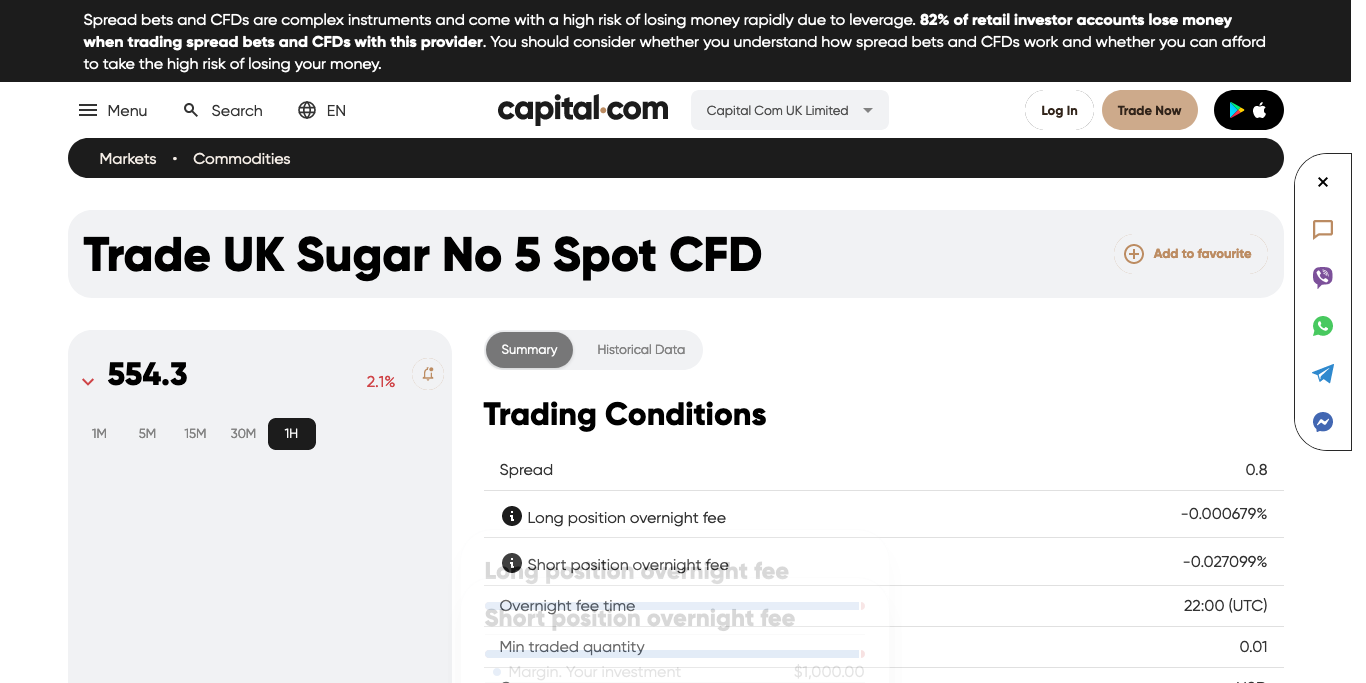 Spread bets and CFDs are complex instruments and come with a high risk of losing money rapidly due to leverage. 82% of retail investor accounts lose money
when trading spread bets and CFDs with this provider. You should consider whether you understand how spread bets and CFDs work and whether you can afford
to take the high risk of losing your money.
Menu Search EN capital.com Capital Com UK Limited Log In Trade Now
Markets • Commodities
Trade UK Sugar No 5 Spot CFD Add to favourite
554.3 2.1%
1M 5M 15M 30M 1H
Summary Historical Data
Trading Conditions
Spread 0.8
Long position overnight fee -0.000679%
Short position overnight fee -0.027099%
Long position overnight fee
Overnight fee time 22:00 (UTC)
Short position overnight fee
Min traded quantity 0.01
Margin. Your investment $1,000.00